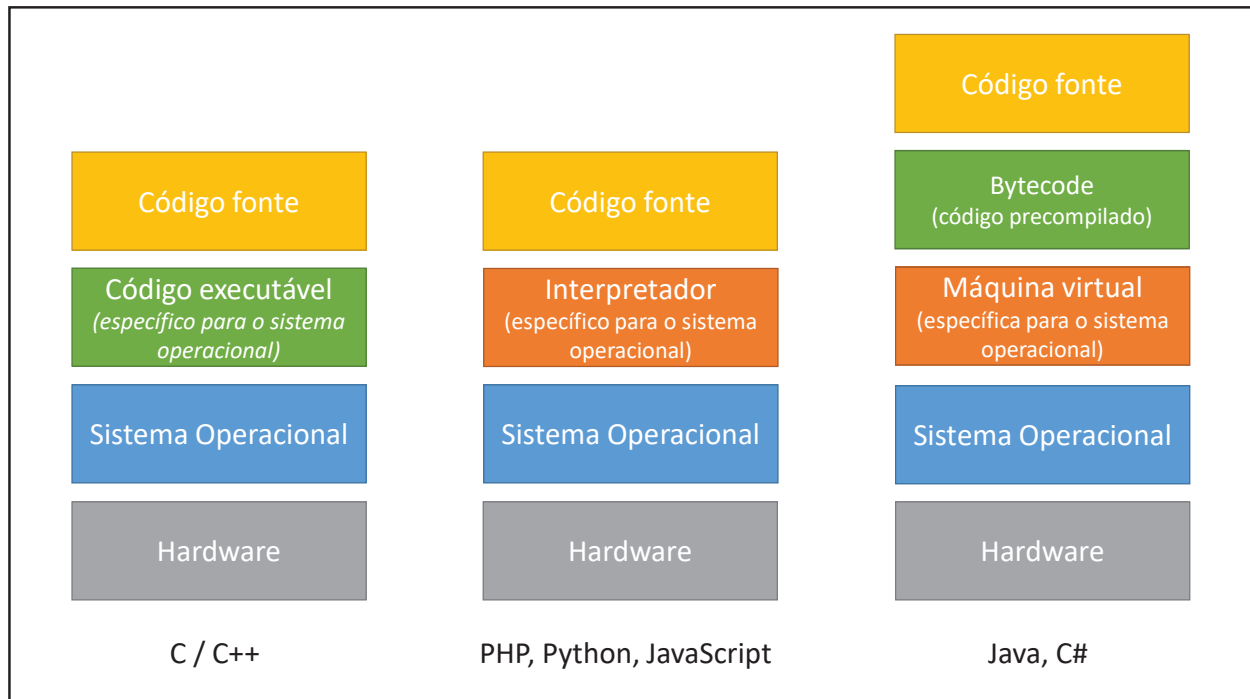 Código fonte
Código executável
(específico para o sistema
operacional)
Sistema Operacional
Hardware
C / C++
Código fonte
Interpretador
(específico para o sistema
operacional)
Sistema Operacional
Hardware
PHP, Python, JavaScript
Código fonte
Bytecode
(código precompilado)
Máquina virtual
(específica para o sistema
operacional)
Sistema Operacional
Hardware
Java, C#